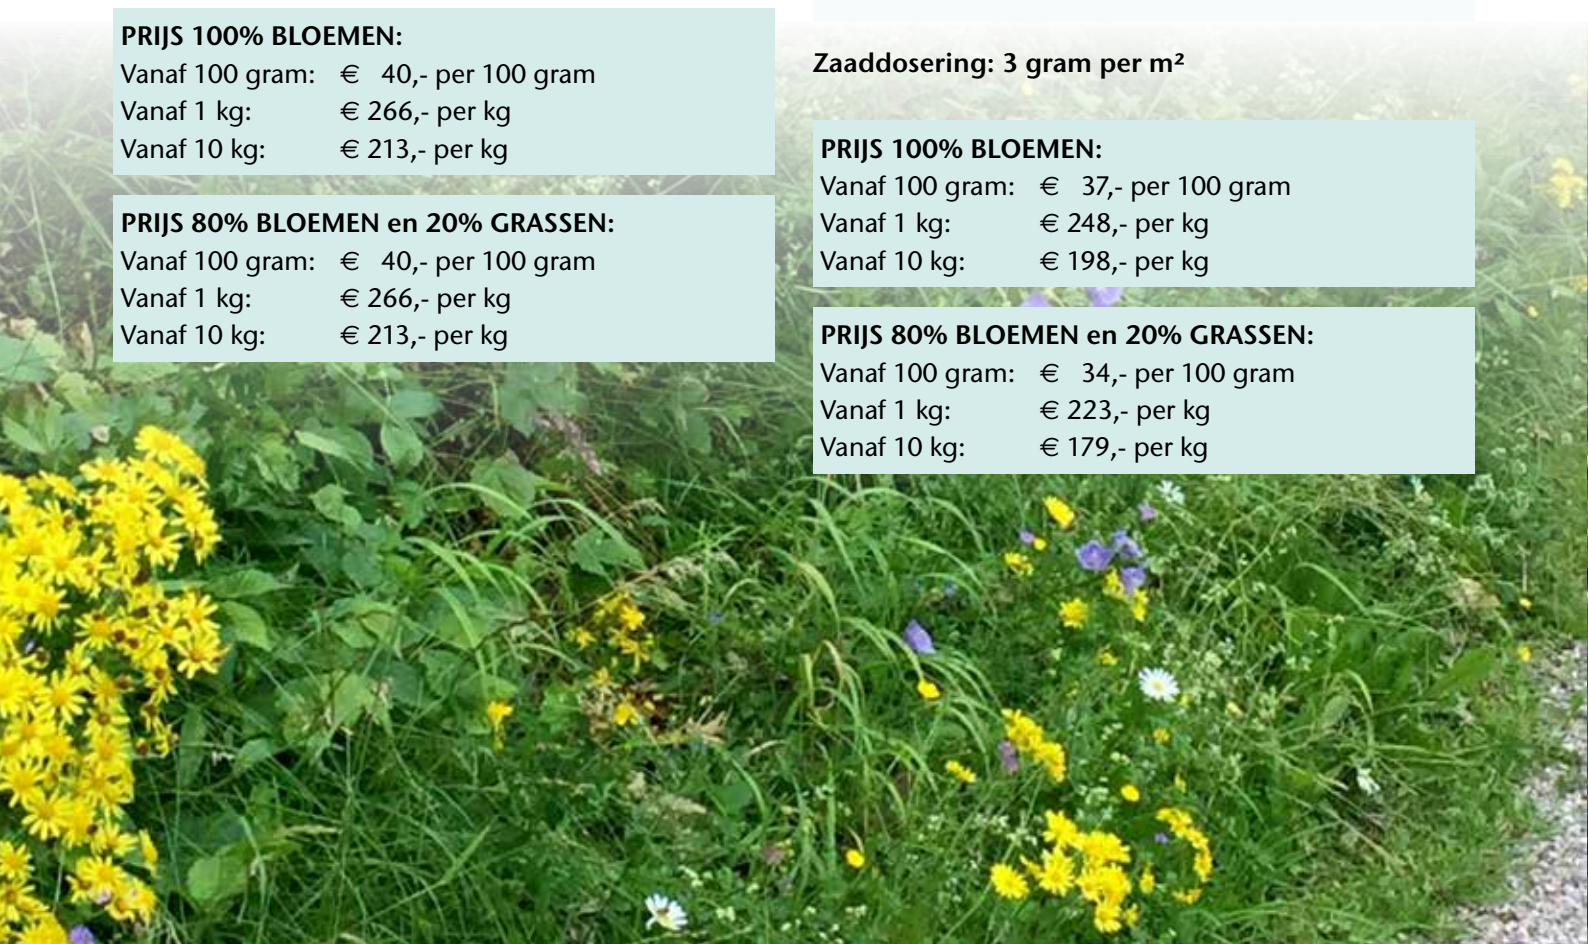 PRIJS 100% BLOEMEN:
Vanaf 100 gram: € 40,- per 100 gram
Vanaf 1 kg: € 266,- per kg
Vanaf 10 kg: € 213,- per kg
PRIJS 80% BLOEMEN en 20% GRASSEN:
Vanaf 100 gram: € 40,- per 100 gram
Vanaf 1 kg: € 266,- per kg
Vanaf 10 kg: € 213,- per kg
Zaaddosering: 3 gram per m²
PRIJS 100% BLOEMEN:
Vanaf 100 gram: € 37,- per 100 gram
Vanaf 1 kg: € 248,- per kg
Vanaf 10 kg: € 198,- per kg
PRIJS 80% BLOEMEN en 20% GRASSEN:
Vanaf 100 gram: € 34,- per 100 gram
Vanaf 1 kg: € 223,- per kg
Vanaf 10 kg: € 179,- per kg